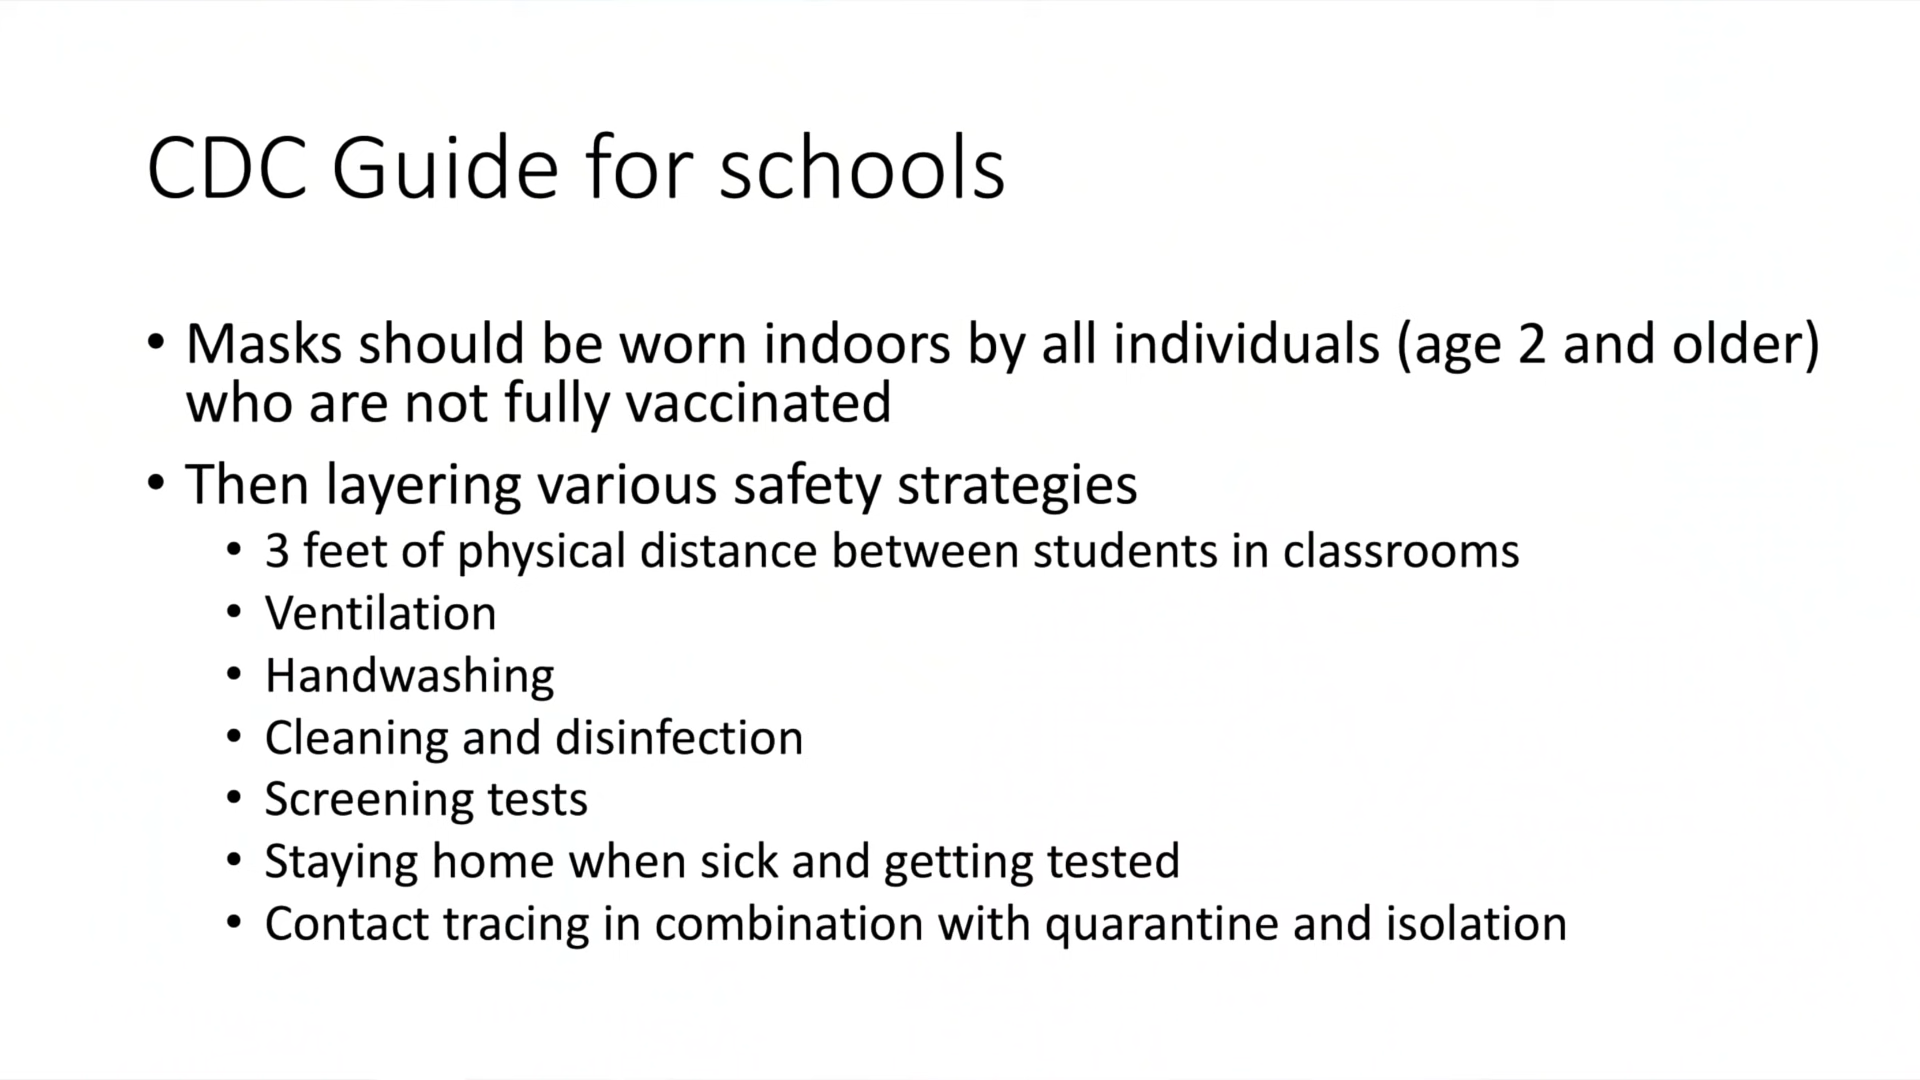 CDC Guide for schools
• Masks should be worn indoors by all individuals (age 2 and older)
who are not fully vaccinated
• Then layering various safety strategies
• 3 feet of physical distance between students in classrooms
• Ventilation
• Handwashing
• Cleaning and disinfection
• Screening tests
• Staying home when sick and getting tested
• Contact tracing in combination with quarantine and isolation